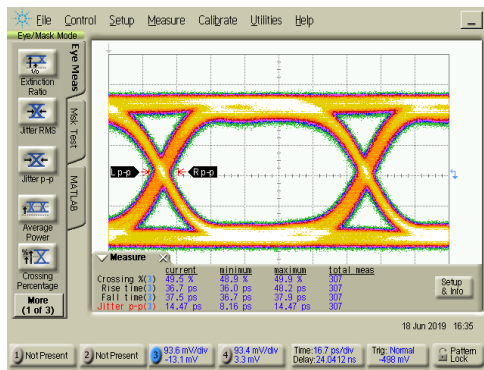 File Control Setup Measure Calibrate Utilities Help
Eye/Mask Mode
Extinction
Ratio
Jitter RMS
Jitter p-p
Average
Power
Crossing
Percentage
More
(1 of 3)
Eye Meas
Msk Test
MATLAB
L p-p
R p-p
Measure
current minimum maximum total meas
Crossing %(3) 49.5 % 48.9 % 49.9 % 307
Rise time(3) 36.7 ps 36.0 ps 48.2 ps 307
Fall time(3) 37.5 ps 36.7 ps 37.9 ps 307
Jitter p-p(3) 14.47 ps 8.16 ps 14.47 ps 307
Setup
& Info
18 Jun 2019 16:35
1 Not Present
2 Not Present
3 93.6 mV/div
-13.1 mV
4 93.4 mV/div
3.3 mV
Time:16.7 ps/div
Delay:24.0412 ns
Trig: Normal
-498 mV
Pattern
Lock